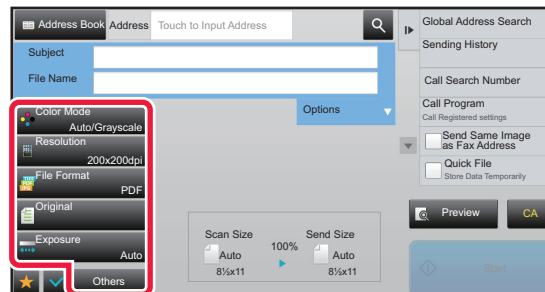 Address Book
Address
Touch to Input Address
Subject
File Name
Options
Color Mode
Auto/Grayscale
Resolution
200x200dpi
File Format
TIFF
PDF
JPG
PDF
Original
Exposure
Auto
Others
Scan Size
Auto
8½x11
100%
Send Size
Auto
8½x11
Global Address Search
Sending History
Call Search Number
Call Program
Call Registered settings
Send Same Image
as Fax Address
Quick File
Store Data Temporarily
Preview
CA
Start